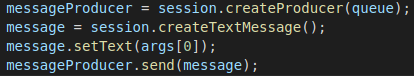 messageProducer = session.createProducer(queue);
message = session.createTextMessage();
message.setText(args[0]);
messageProducer.send(message);